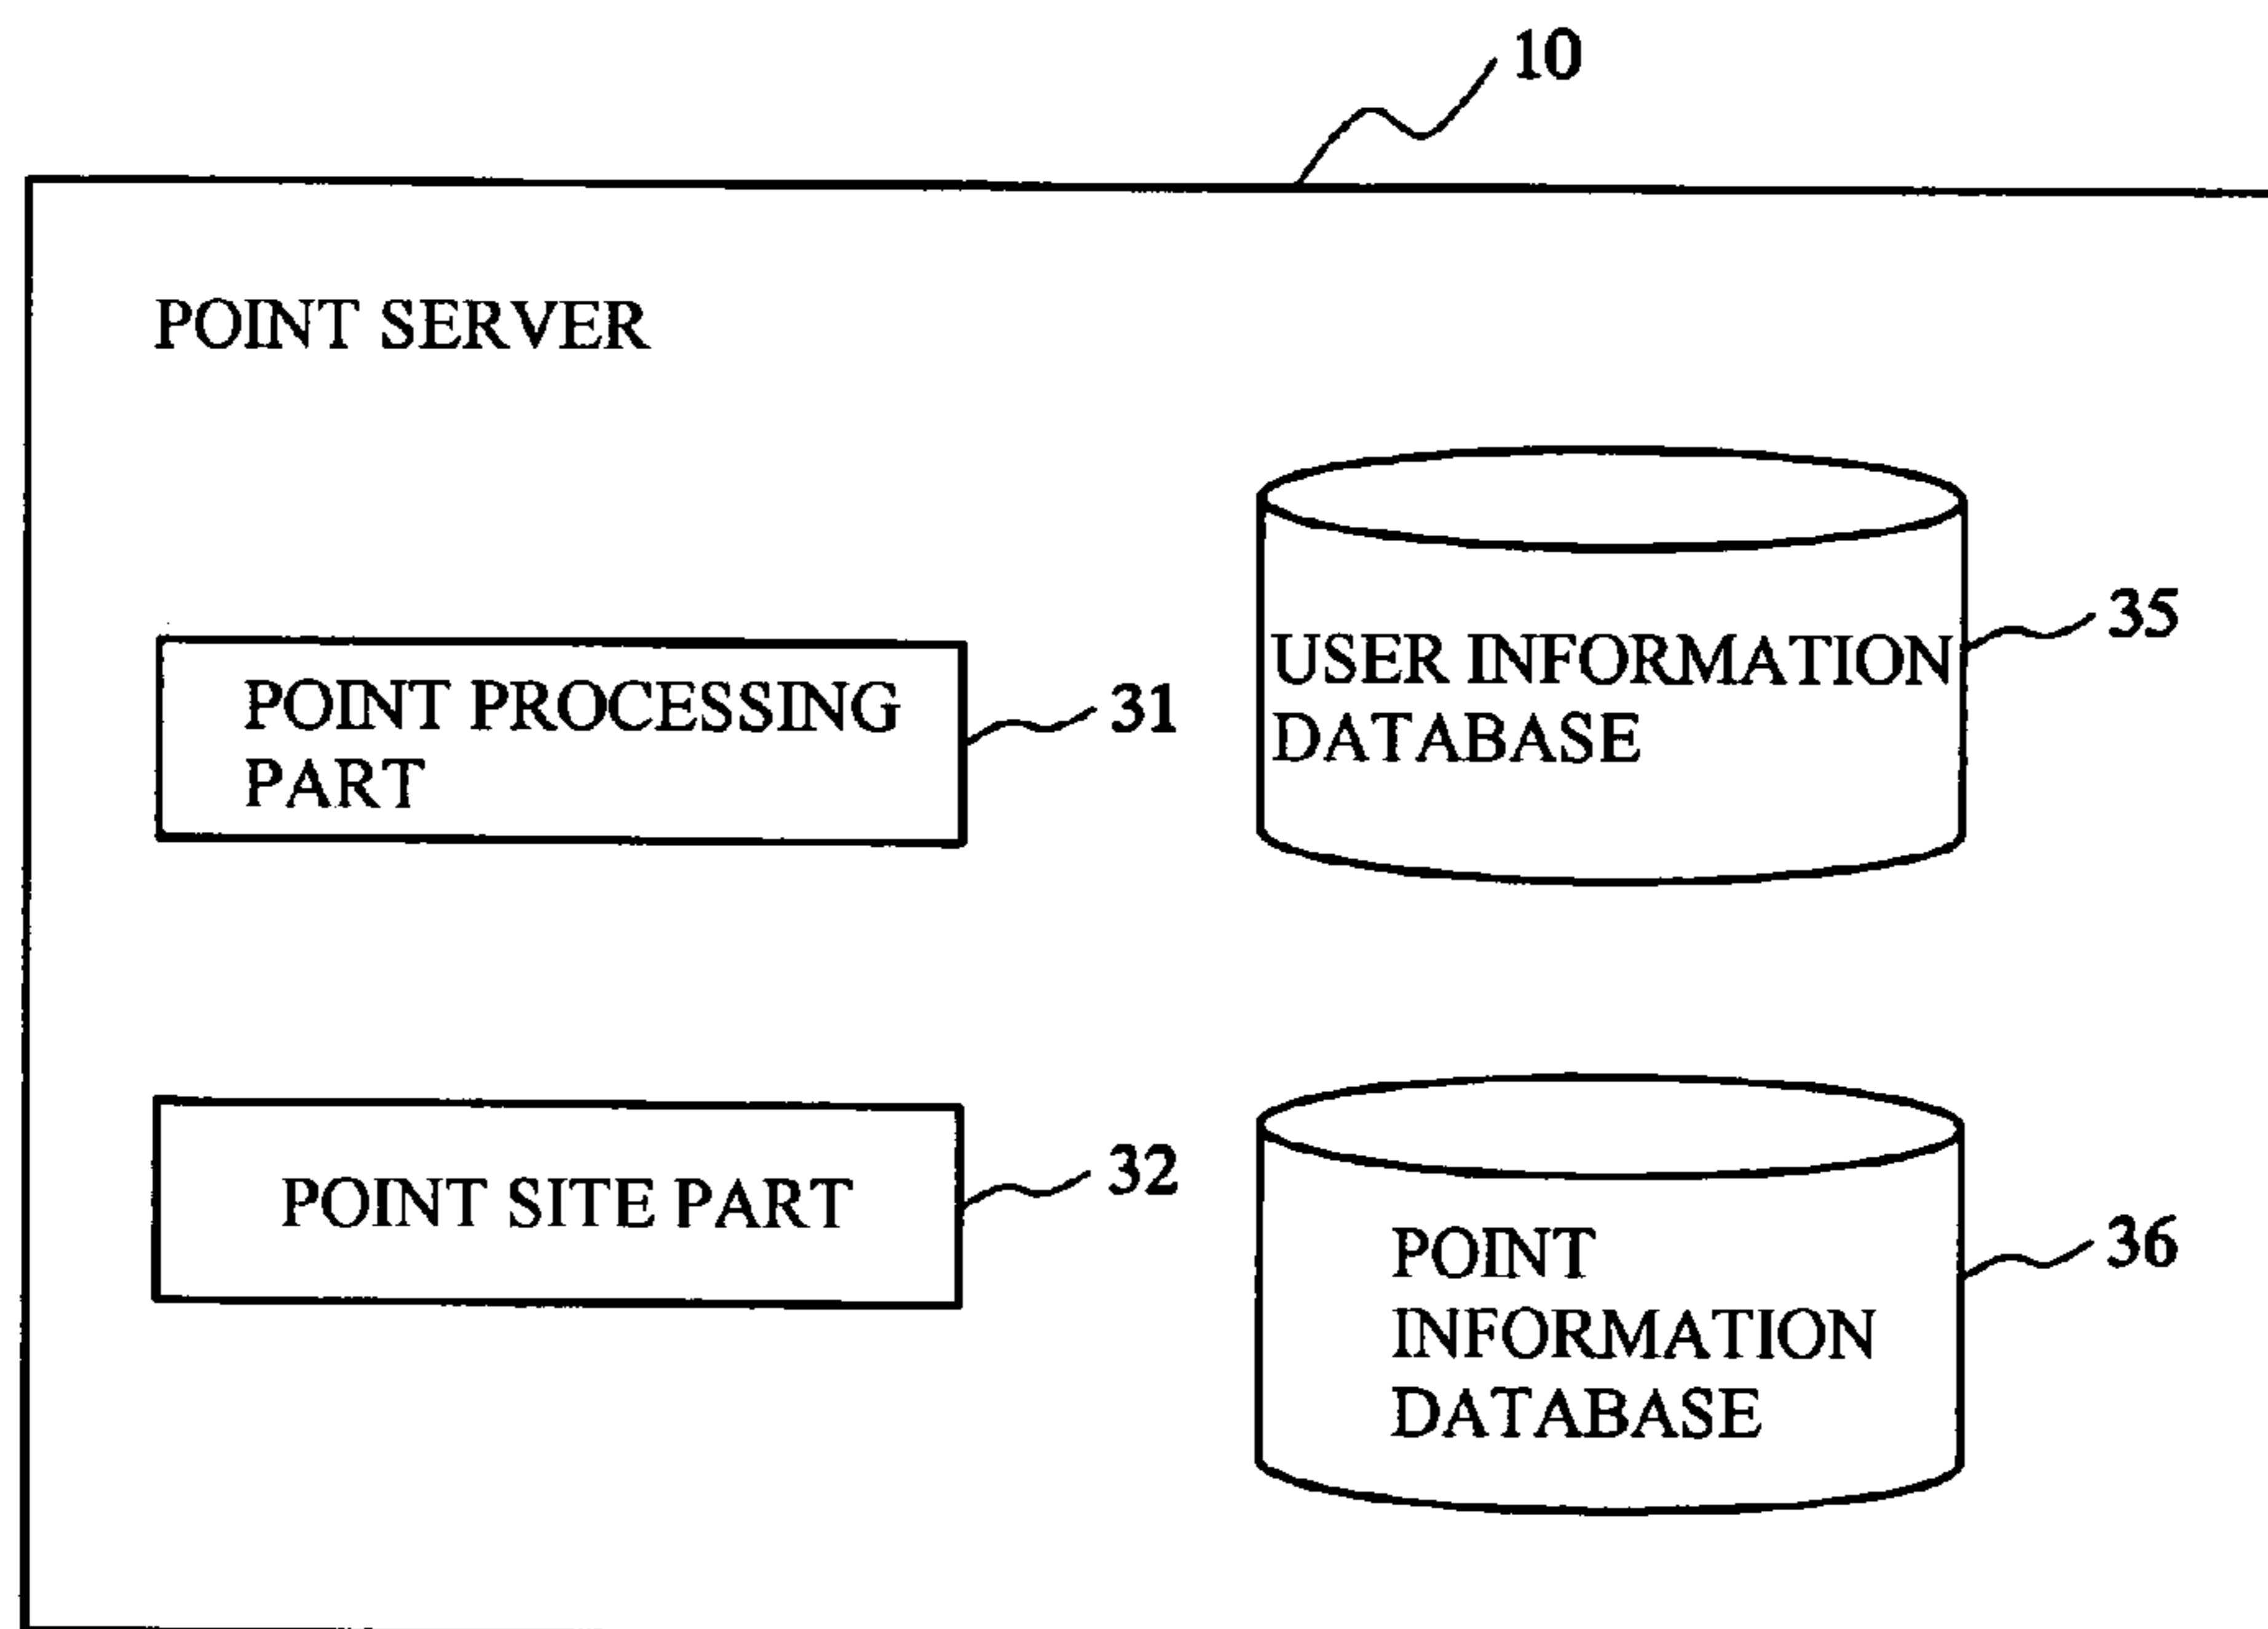 10
POINT SERVER
POINT PROCESSING
PART
31
USER INFORMATION
DATABASE
35
POINT SITE PART
32
POINT
INFORMATION
DATABASE
36